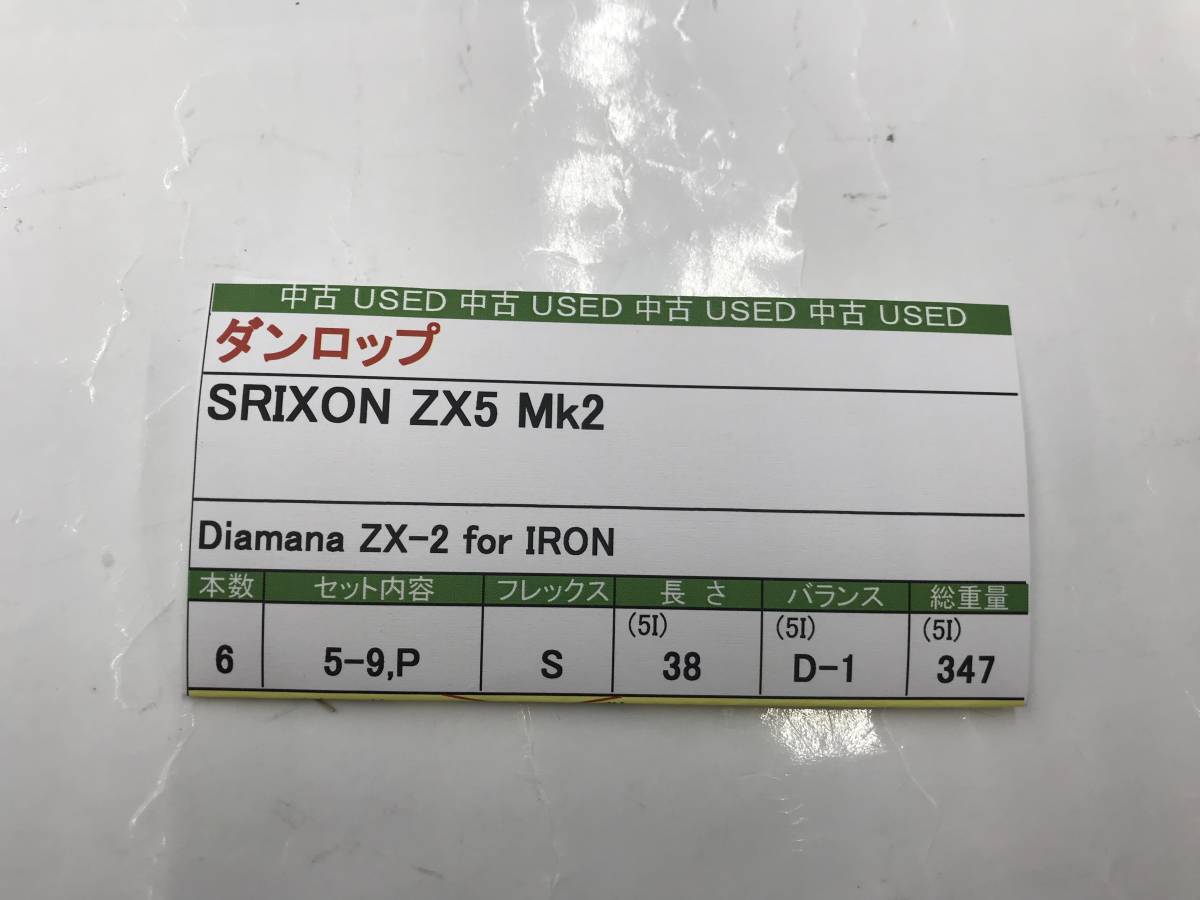 中古 USED 中古 USED 中古 USED 中古 USED
ダンロップ
SRIXON ZX5 Mk2
Diamana ZX-2 for IRON
本数 セット内容 フレックス 長さ バランス 総重量
(5I) (5I) (5I)
6 5-9,P S 38 D-1 347